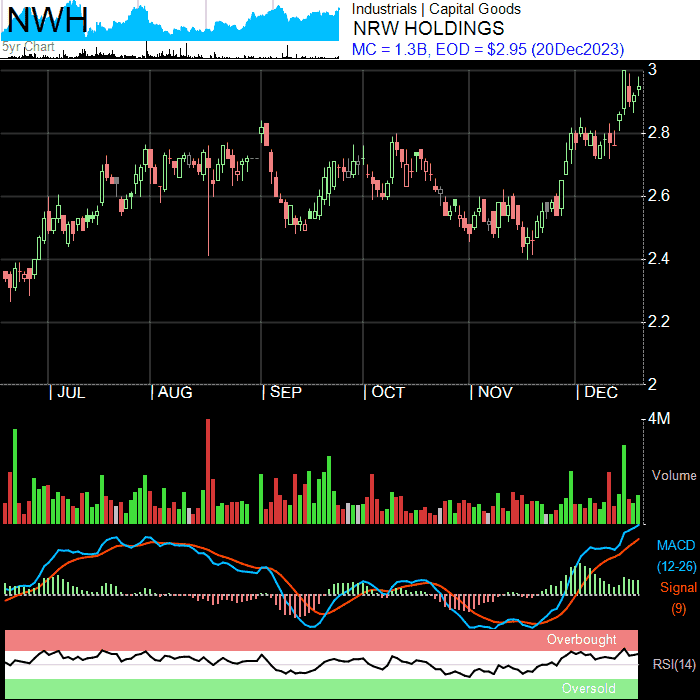 NWH
5yr Chart
Industrials | Capital Goods
NRW HOLDINGS
MC = 1.3B, EOD = $2.95 (20Dec2023)
3
2.8
2.6
2.4
2.2
2
| JUL | AUG | SEP | OCT | NOV | DEC
4M
Volume
MACD
(12-26)
Signal
(9)
Overbought
RSI(14)
Oversold